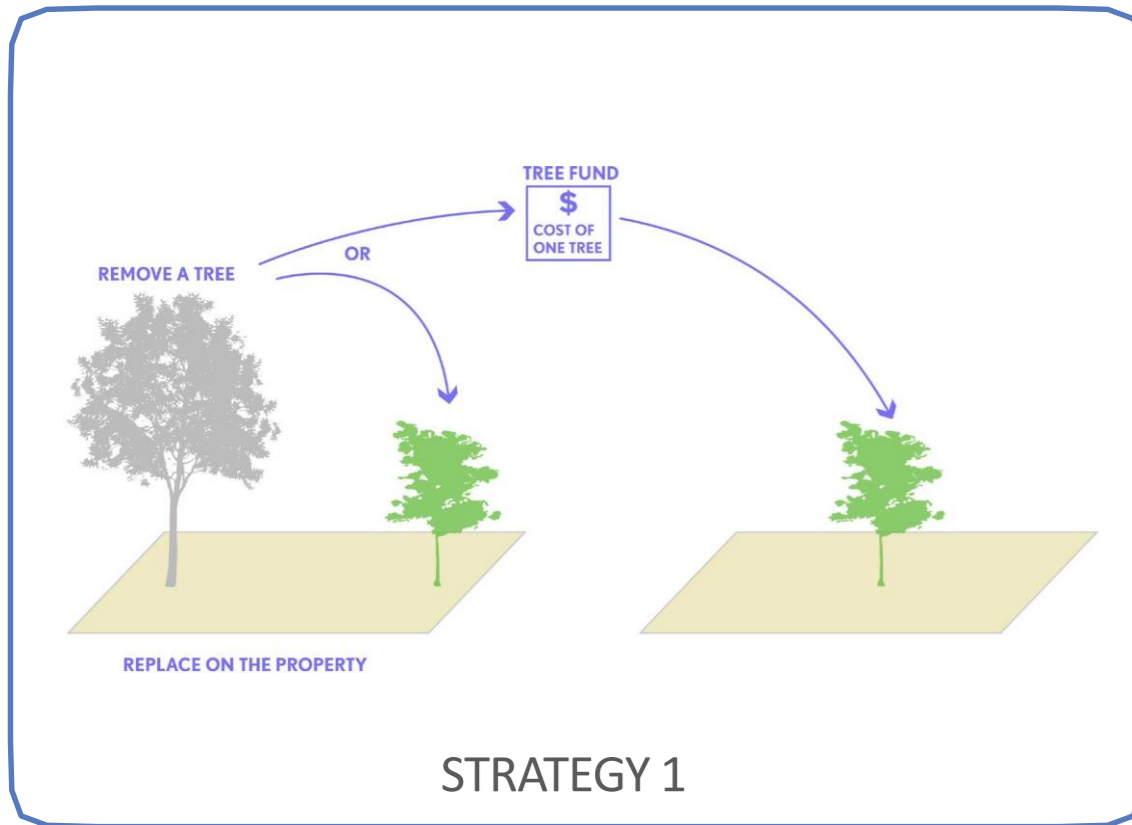 TREE FUND
$
COST OF
ONE TREE
OR
REMOVE A TREE
REPLACE ON THE PROPERTY
STRATEGY 1